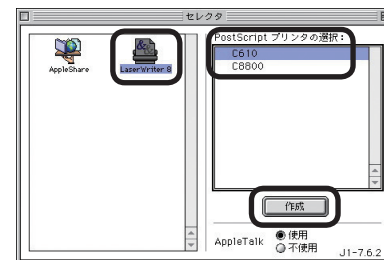 セレクタ
AppleShare
LaserWriter 8
PostScript プリンタの選択：
C610
C8800
作成
AppleTalk
使用
不使用
J1-7.6.2